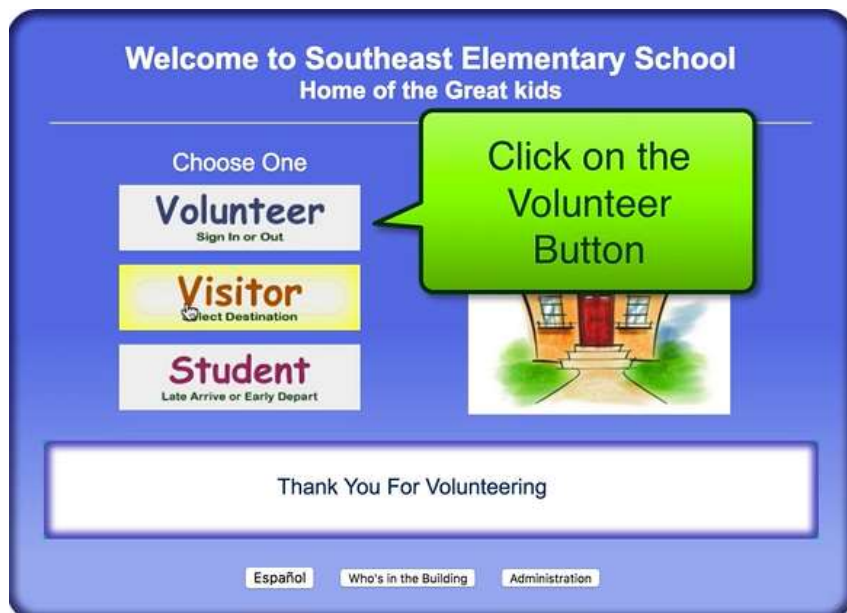 Welcome to Southeast Elementary School
Home of the Great kids
Choose One
Volunteer
Sign In or Out
Click on the
Volunteer
Button
Visitor
Select Destination
Student
Late Arrive or Early Depart
Thank You For Volunteering
Español
Who's in the Building
Administration